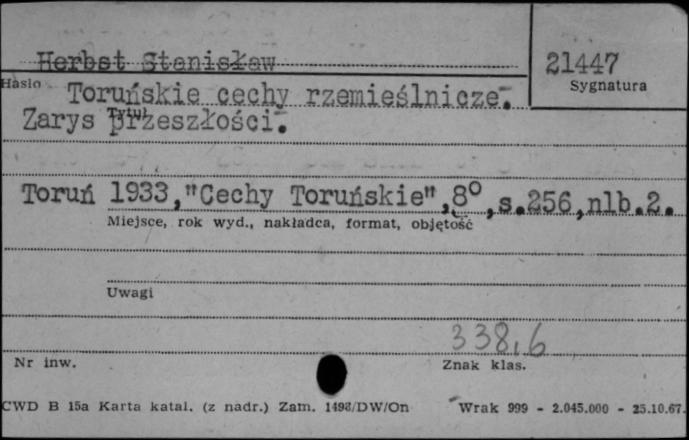 Herbst Stanisław
21447
Hasło
Sygnatura
Toruńskie cechy rzemieślnicze.
Tytuł
Zarys przeszłości.
Toruń 1933,"Cechy Toruńskie",8°,s.256,nlb.2.
Miejsce, rok wyd., nakładca, format, objętość
Uwagi
338,6
Nr inw.
Znak klas.
CWD B 15a Karta katal. (z nadr.) Zam. 1498/DW/On Wrak 999 - 2.045.000 - 25.10.67.